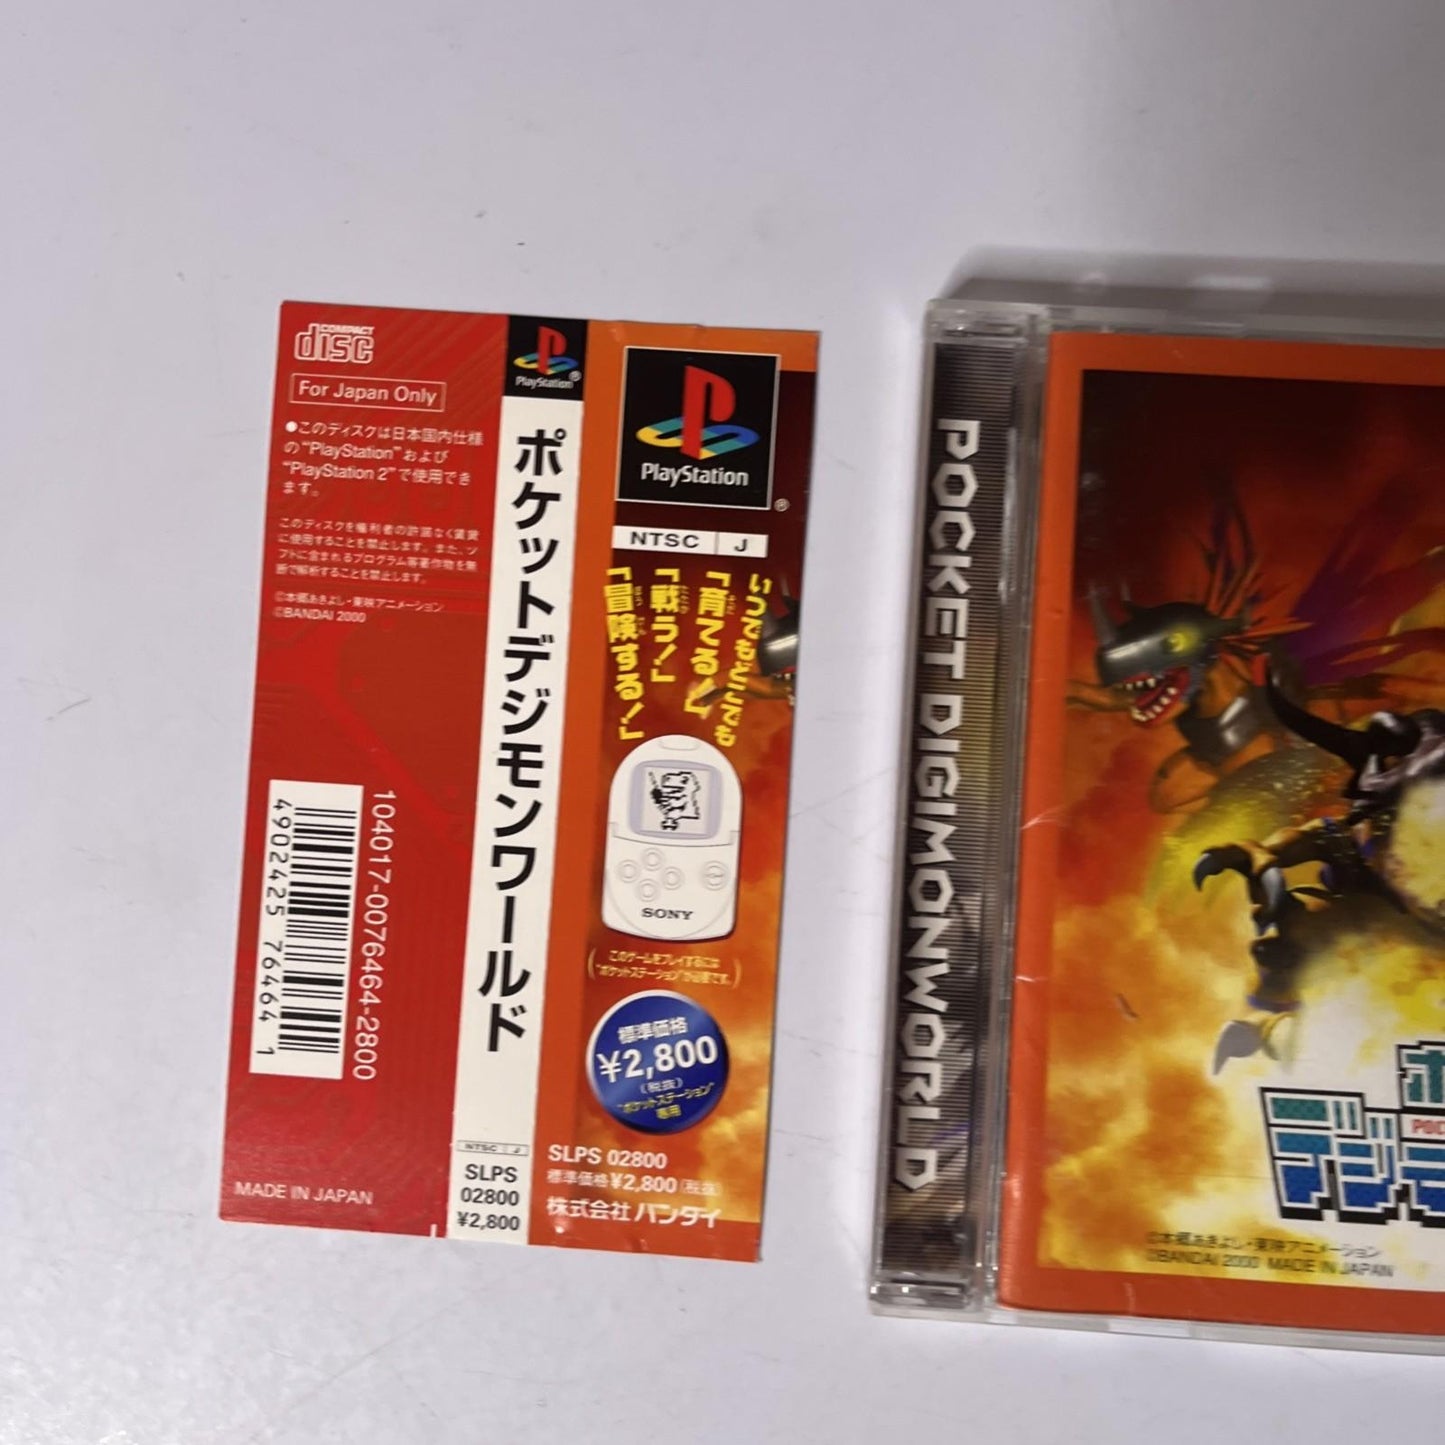 COMPACT
disc
For Japan Only
●このディスクは日本国内仕様
の"PlayStation"および
"PlayStation 2"で使用でき
ます。
このディスクを権利者の許諾なく賃貸
に使用することを禁止します。また、ソ
フトに含まれるプログラム等著作物を無
断で解析することを禁止します。
©本郷あきよし・東映アニメーション
©BANDAI 2000
104017-0076464-2800
4902425 764641
MADE IN JAPAN
PlayStation®
ポケットデジモンワールド
NTSC J
SLPS
02800
¥2,800
PlayStation
®
NTSC J
いつでもどこでも
「育てる!」
「戦う!」
「冒険する!」
SONY
(このゲームをプレイするには
"ポケットステーション"が必要です。)
標準価格
¥2,800
(税抜)
"ポケットステーション"
専用
SLPS 02800
標準価格¥2,800(税抜)
株式会社 バンダイ
POCKET DIGIMONWORLD
ポ
POC
デジモ
©本郷あきよし・東映アニメーション
©BANDAI 2000 MADE IN JAPAN